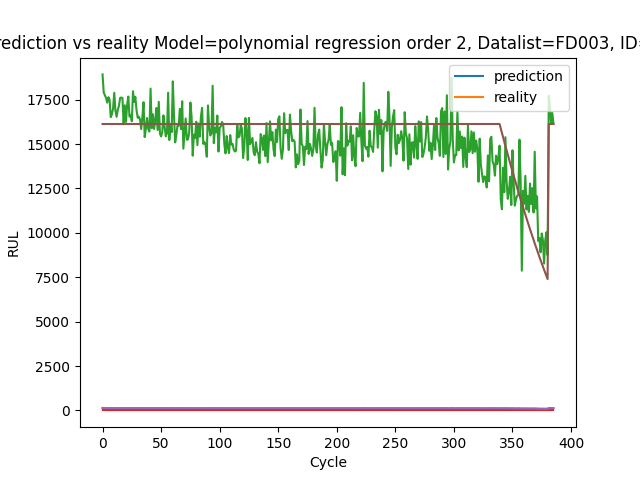 rediction vs reality Model=polynomial regression order 2, Datalist=FD003, ID=
prediction
reality
17500
15000
12500
10000
7500
5000
2500
0
RUL
0 50 100 150 200 250 300 350 400
Cycle